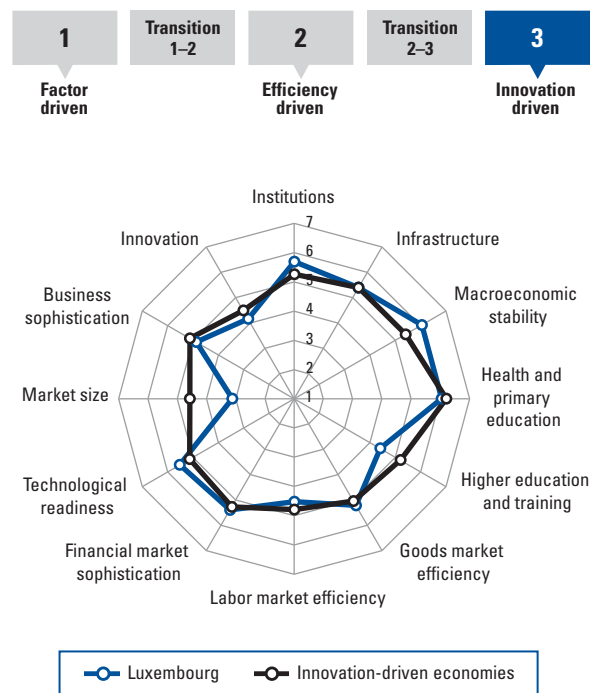 1
Transition
1–2
2
Transition
2–3
3
Factor
driven
Efficiency
driven
Innovation
driven
Institutions
7
Innovation
Infrastructure
6
5
Business
sophistication
Macroeconomic
stability
4
3
2
Market size
1
Health and
primary
education
Technological
readiness
Higher education
and training
Financial market
sophistication
Goods market
efficiency
Labor market efficiency
Luxembourg
Innovation-driven economies